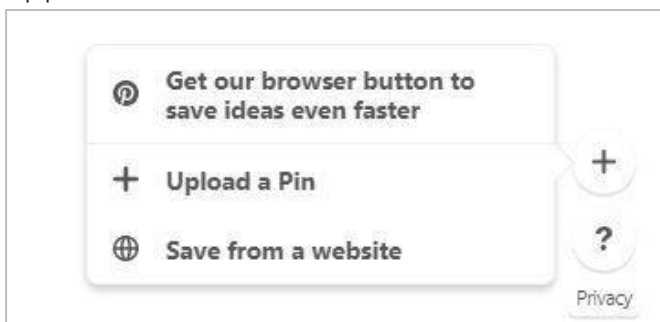 Get our browser button to
save ideas even faster
+
Upload a Pin
Save from a website
?
Privacy